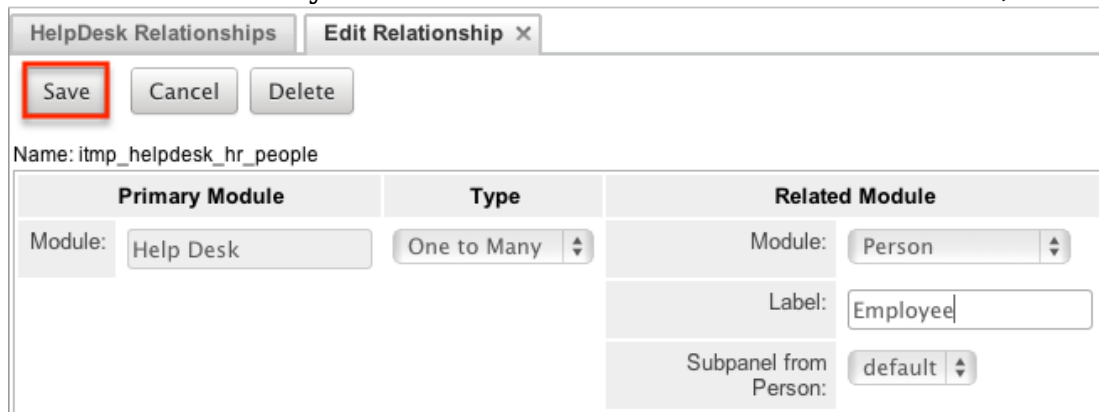 HelpDesk Relationships Edit Relationship ×
Save Cancel Delete
Name: itmp_helpdesk_hr_people
Primary Module Type Related Module
Module: Help Desk One to Many Module: Person
Label: Employee
Subpanel from default
Person: